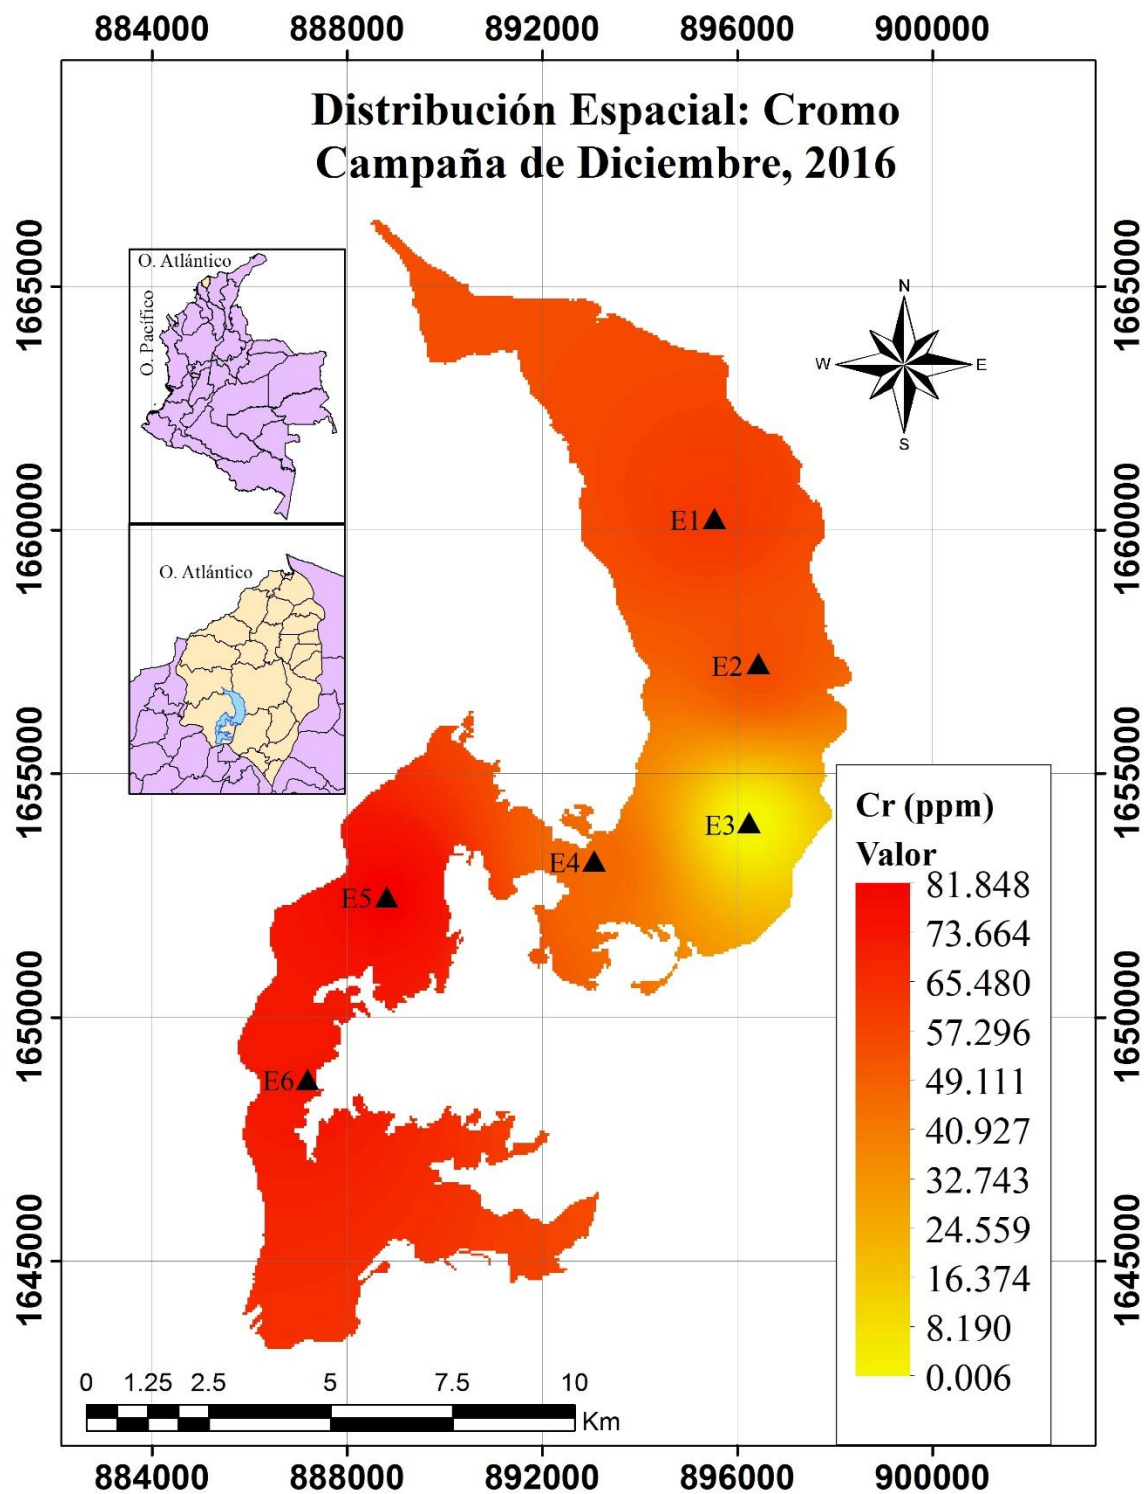 884000 888000 892000 896000 900000
Distribución Espacial: Cromo
Campaña de Diciembre, 2016
1665000
1660000
1655000
1650000
1645000
O. Atlántico
O. Pacífico
O. Atlántico
N
W
E
S
E1
E2
E3
E4
E5
E6
Cr (ppm)
Valor
81.848
73.664
65.480
57.296
49.111
40.927
32.743
24.559
16.374
8.190
0.006
0 1.25 2.5 5 7.5 10
Km
1665000
1660000
1655000
1650000
1645000
884000 888000 892000 896000 900000